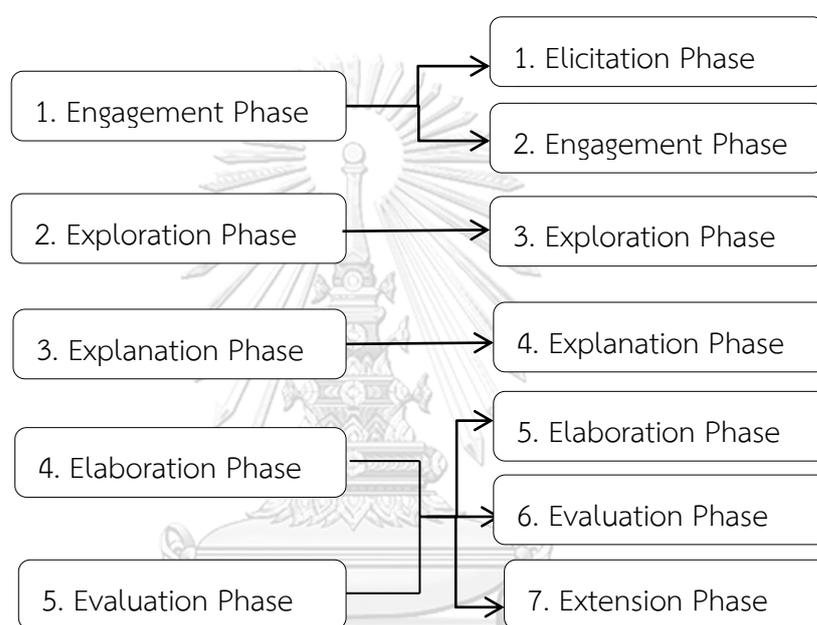 1. Engagement Phase
2. Exploration Phase
3. Explanation Phase
4. Elaboration Phase
5. Evaluation Phase
1. Elicitation Phase
2. Engagement Phase
3. Exploration Phase
4. Explanation Phase
5. Elaboration Phase
6. Evaluation Phase
7. Extension Phase